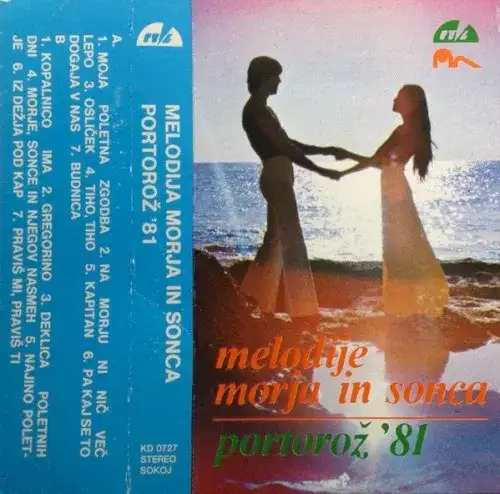 A.
1. MOJA POLETNA ZGODBA 2. NA MORJU NI NIČ VEČ
LEPO 3. OSLIČEK 4. TIHO, TIHO 5. KAPITAN 6. PA KAJ SE TO
DOGAJA V NAS 7. BUDNICA
B
1. KOPALNICO IMA 2. GREGORINO 3. DEKLICA POLETNIH
DNI 4. MORJE, SONCE IN NJEGOV NASMEH 5. NAJINO POLET-
JE 6. IZ DEŽJA POD KAP 7. PRAVIŠ MI, PRAVIŠ TI
MELODIJA MORJA IN SONCA
PORTOROŽ '81
KD 0727
STEREO
SOKOJ
melodije
morja in sonca
portorož '81